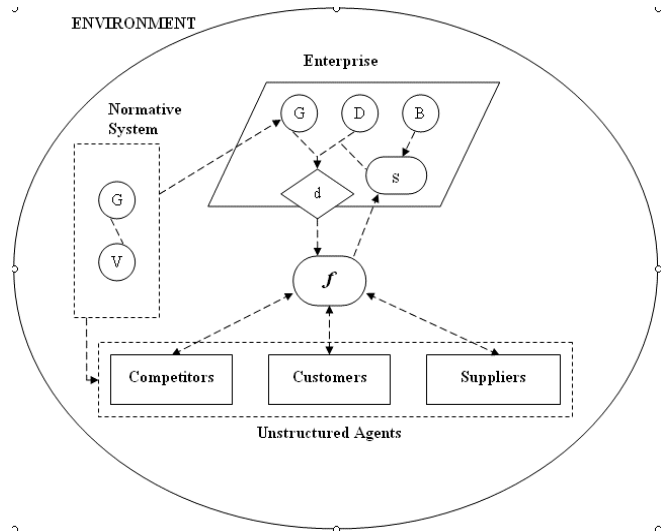 ENVIRONMENT
Enterprise
Normative
System
G
D
B
G
V
d
s
f
Competitors
Customers
Suppliers
Unstructured Agents